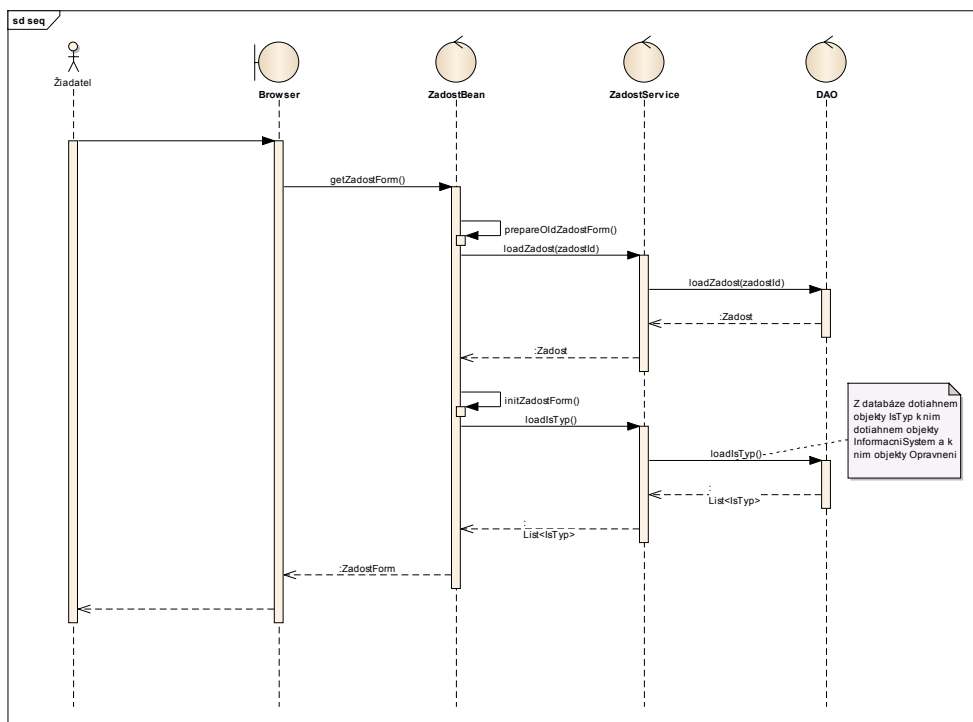 sd seq
Žiadatel
Browser
ZadostBean
ZadostService
DAO
getZadostForm()
prepareOldZadostForm()
loadZadost(zadostId)
loadZadost(zadostId)
:Zadost
:Zadost
initZadostForm()
loadIsTyp()
Z databáze dotiahnem
objekty IsTyp k nim
dotiahnem objekty
InformacniSystem a k
nim objekty Opravneni
loadIsTyp()
:
List<IsTyp>
:
List<IsTyp>
:ZadostForm